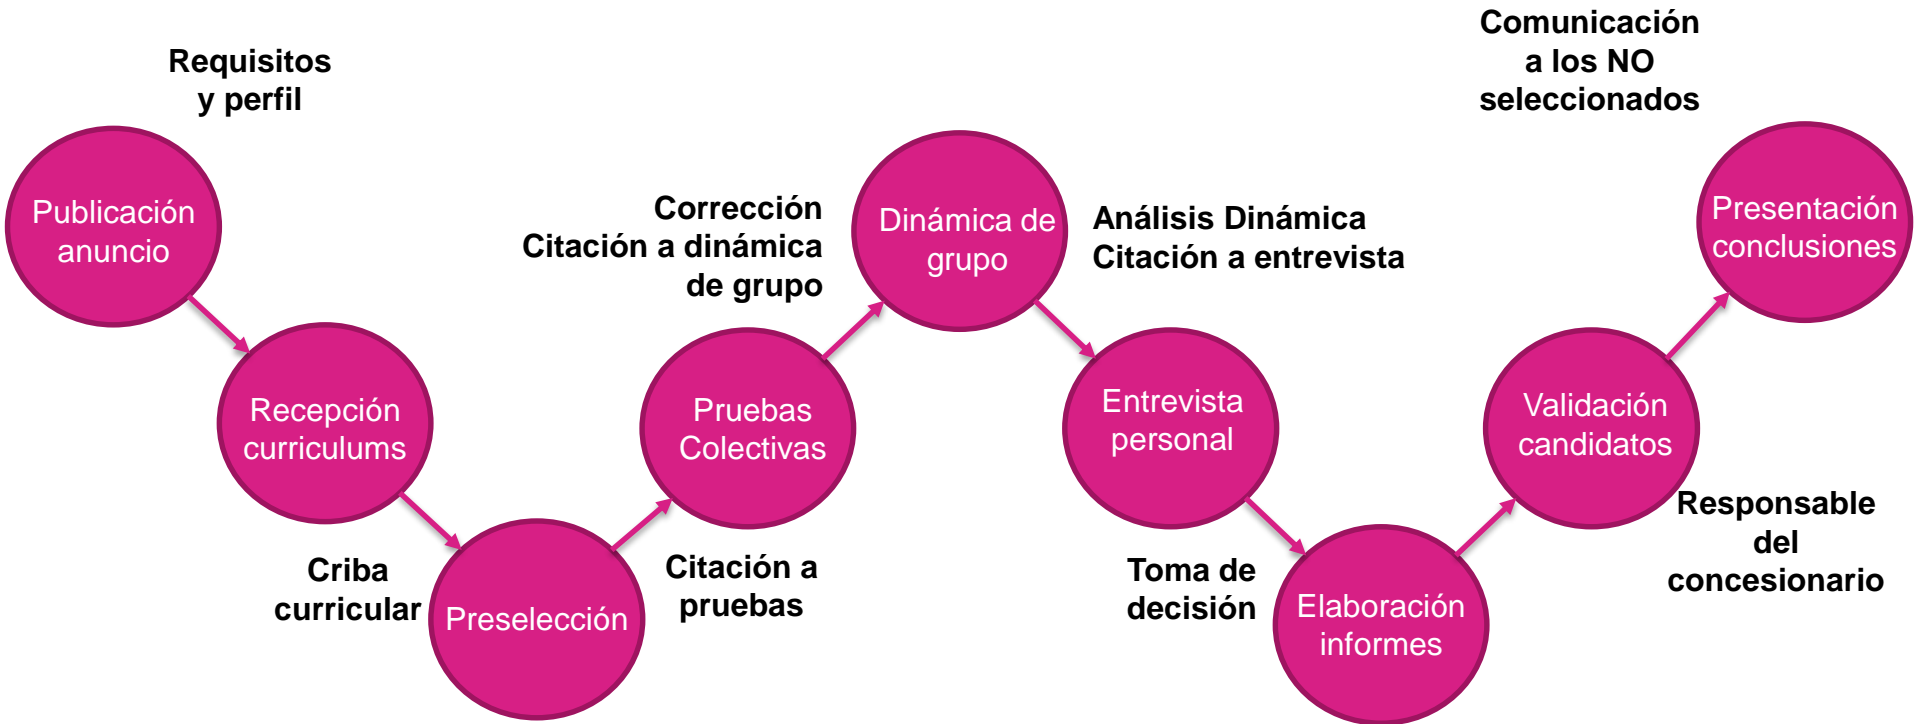 Requisitos
y perfil
Publicación
anuncio
Recepción
curriculums
Criba
curricular
Preselección
Citación a
pruebas
Pruebas
Colectivas
Corrección
Citación a dinámica
de grupo
Dinámica de
grupo
Análisis Dinámica
Citación a entrevista
Entrevista
personal
Toma de
decisión
Elaboración
informes
Validación
candidatos
Responsable
del
concesionario
Comunicación
a los NO
seleccionados
Presentación
conclusiones